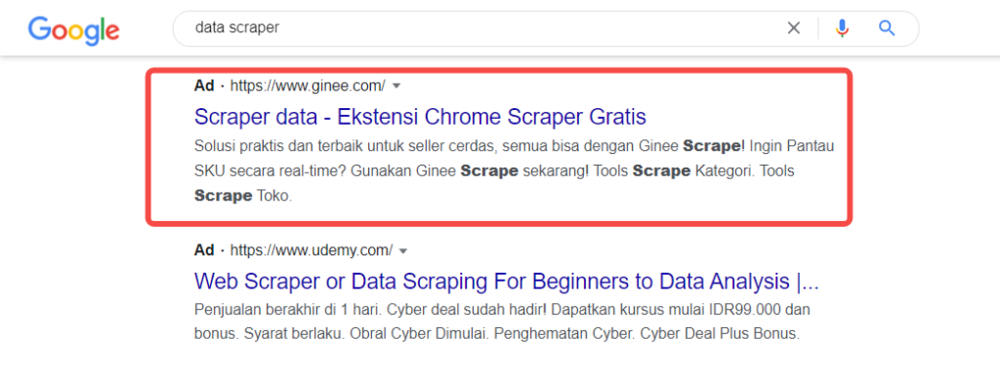 Google
data scraper
Ad · https://www.ginee.com/
Scraper data - Ekstensi Chrome Scraper Gratis
Solusi praktis dan terbaik untuk seller cerdas, semua bisa dengan Ginee Scrape! Ingin Pantau
SKU secara real-time? Gunakan Ginee Scrape sekarang! Tools Scrape Kategori. Tools
Scrape Toko.
Ad · https://www.udemy.com/
Web Scraper or Data Scraping For Beginners to Data Analysis |...
Penjualan berakhir di 1 hari. Cyber deal sudah hadir! Dapatkan kursus mulai IDR99.000 dan
bonus. Syarat berlaku. Obral Cyber Dimulai. Penghematan Cyber. Cyber Deal Plus Bonus.